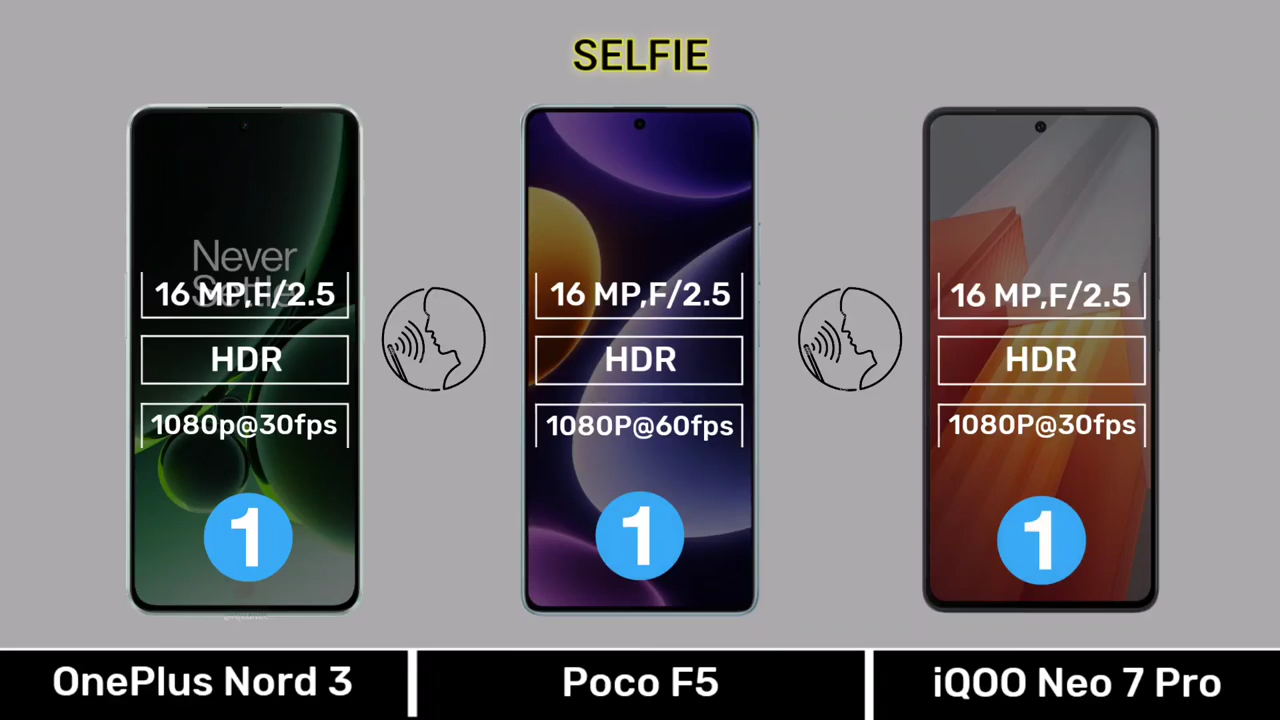 SELFIE
Never
Settle
16 MP,F/2.5
HDR
1080p@30fps
1
OnePlus Nord 3
16 MP,F/2.5
HDR
1080P@60fps
1
Poco F5
16 MP,F/2.5
HDR
1080P@30fps
1
iQOO Neo 7 Pro